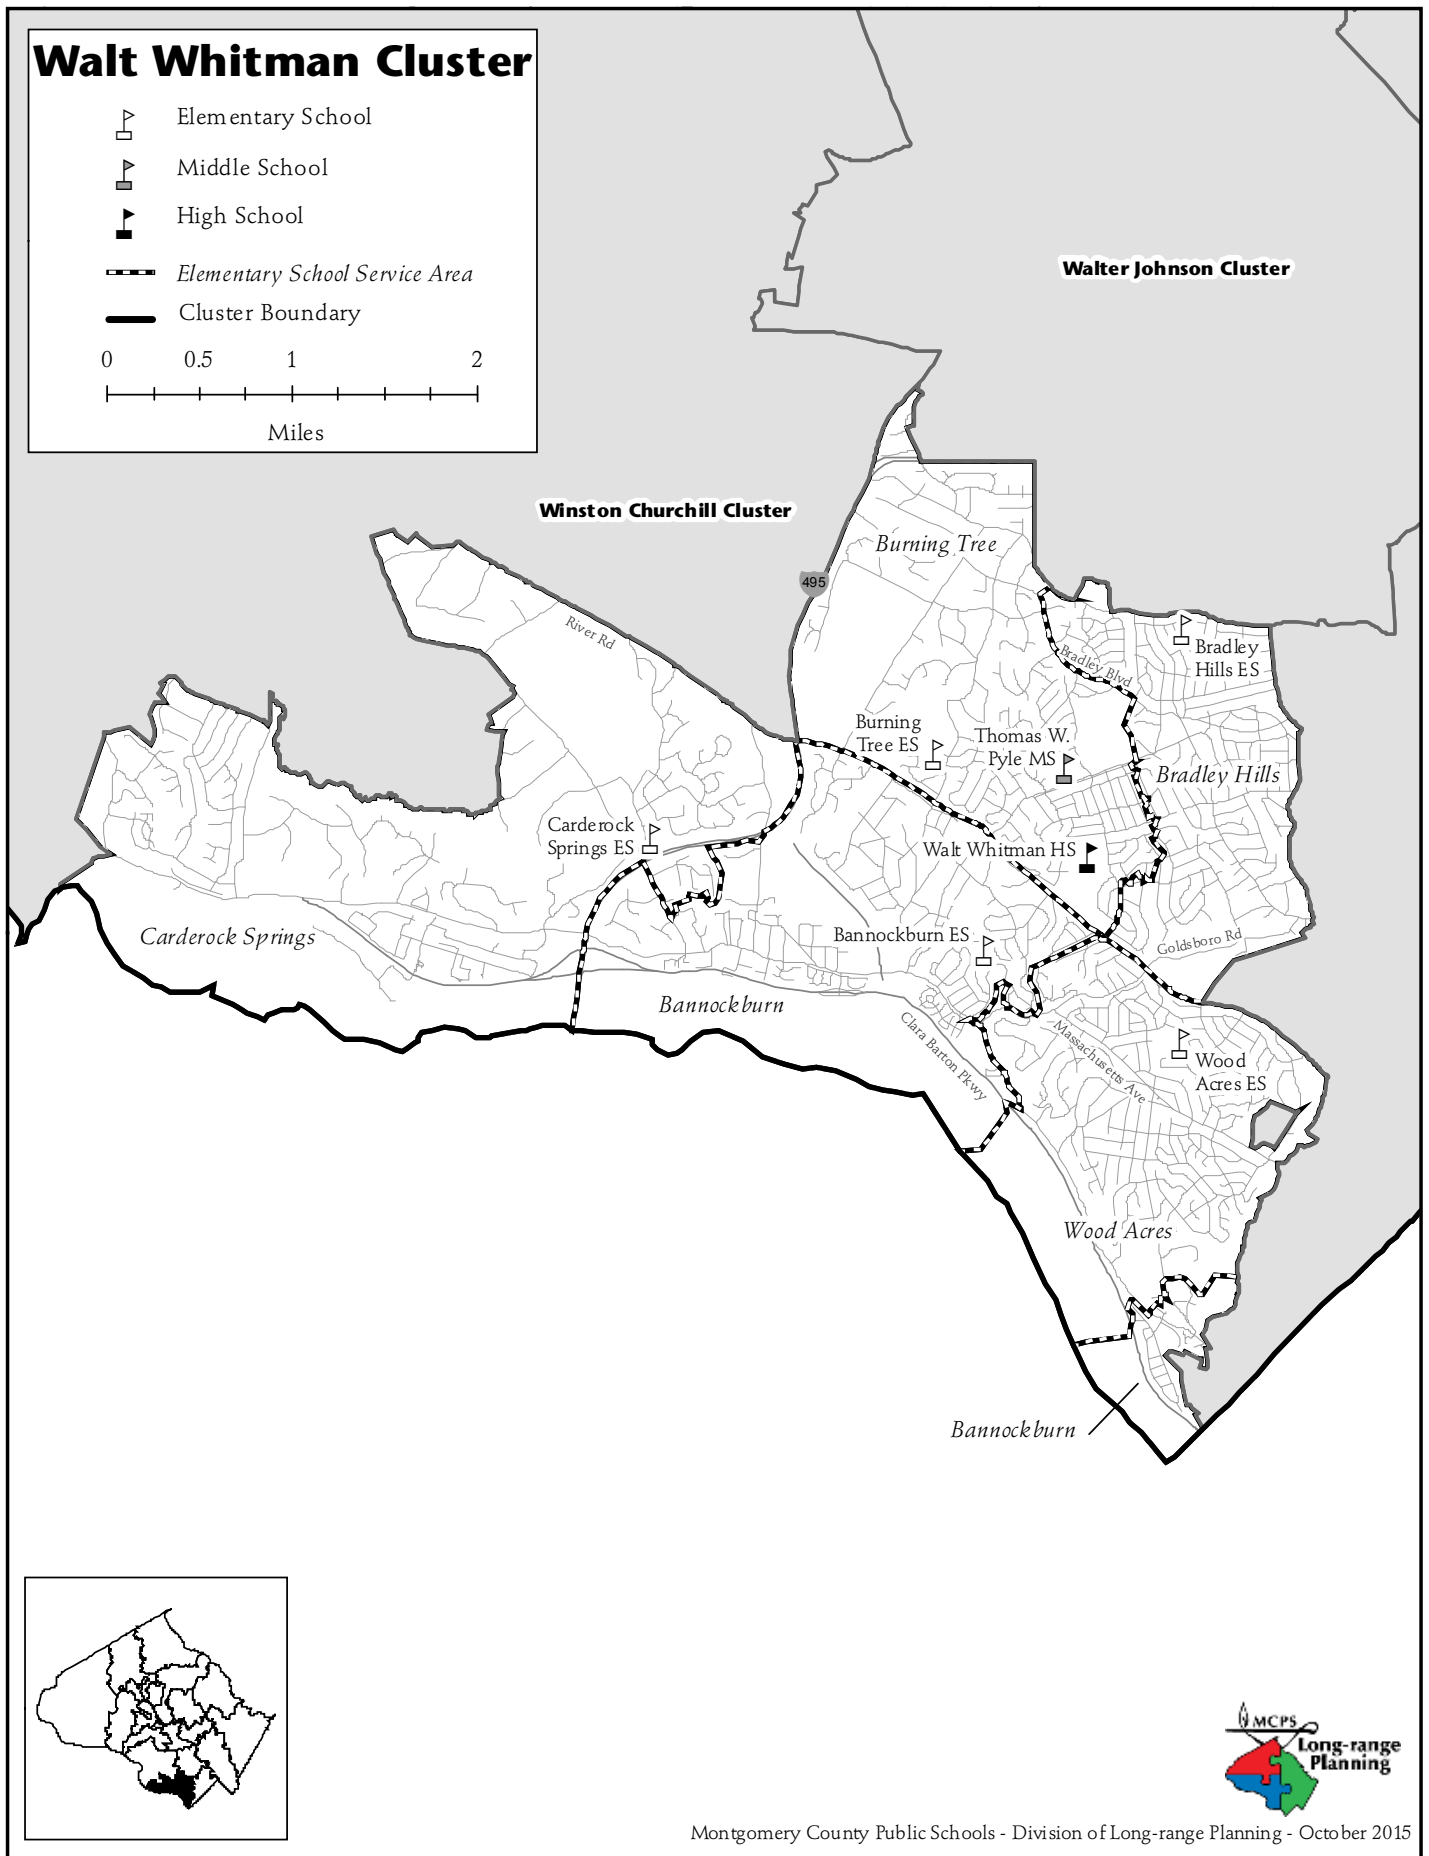 Walt Whitman Cluster
Elementary School
Middle School
High School
Elementary School Service Area
Cluster Boundary
0 0.5 1 2
Miles
Walter Johnson Cluster
Winston Churchill Cluster
Burning Tree
495
River Rd
Bradley
Hills ES
Bradley Blvd
Burning
Tree ES
Thomas W.
Pyle MS
Bradley Hills
Carderock
Springs ES
Walt Whitman HS
Carderock Springs
Bannockburn ES
Goldsboro Rd
Bannockburn
Clara Barton Pkwy
Massachusetts Ave
Wood
Acres ES
Wood Acres
Bannockburn
MCPS
Long-range
Planning
Montgomery County Public Schools - Division of Long-range Planning - October 2015